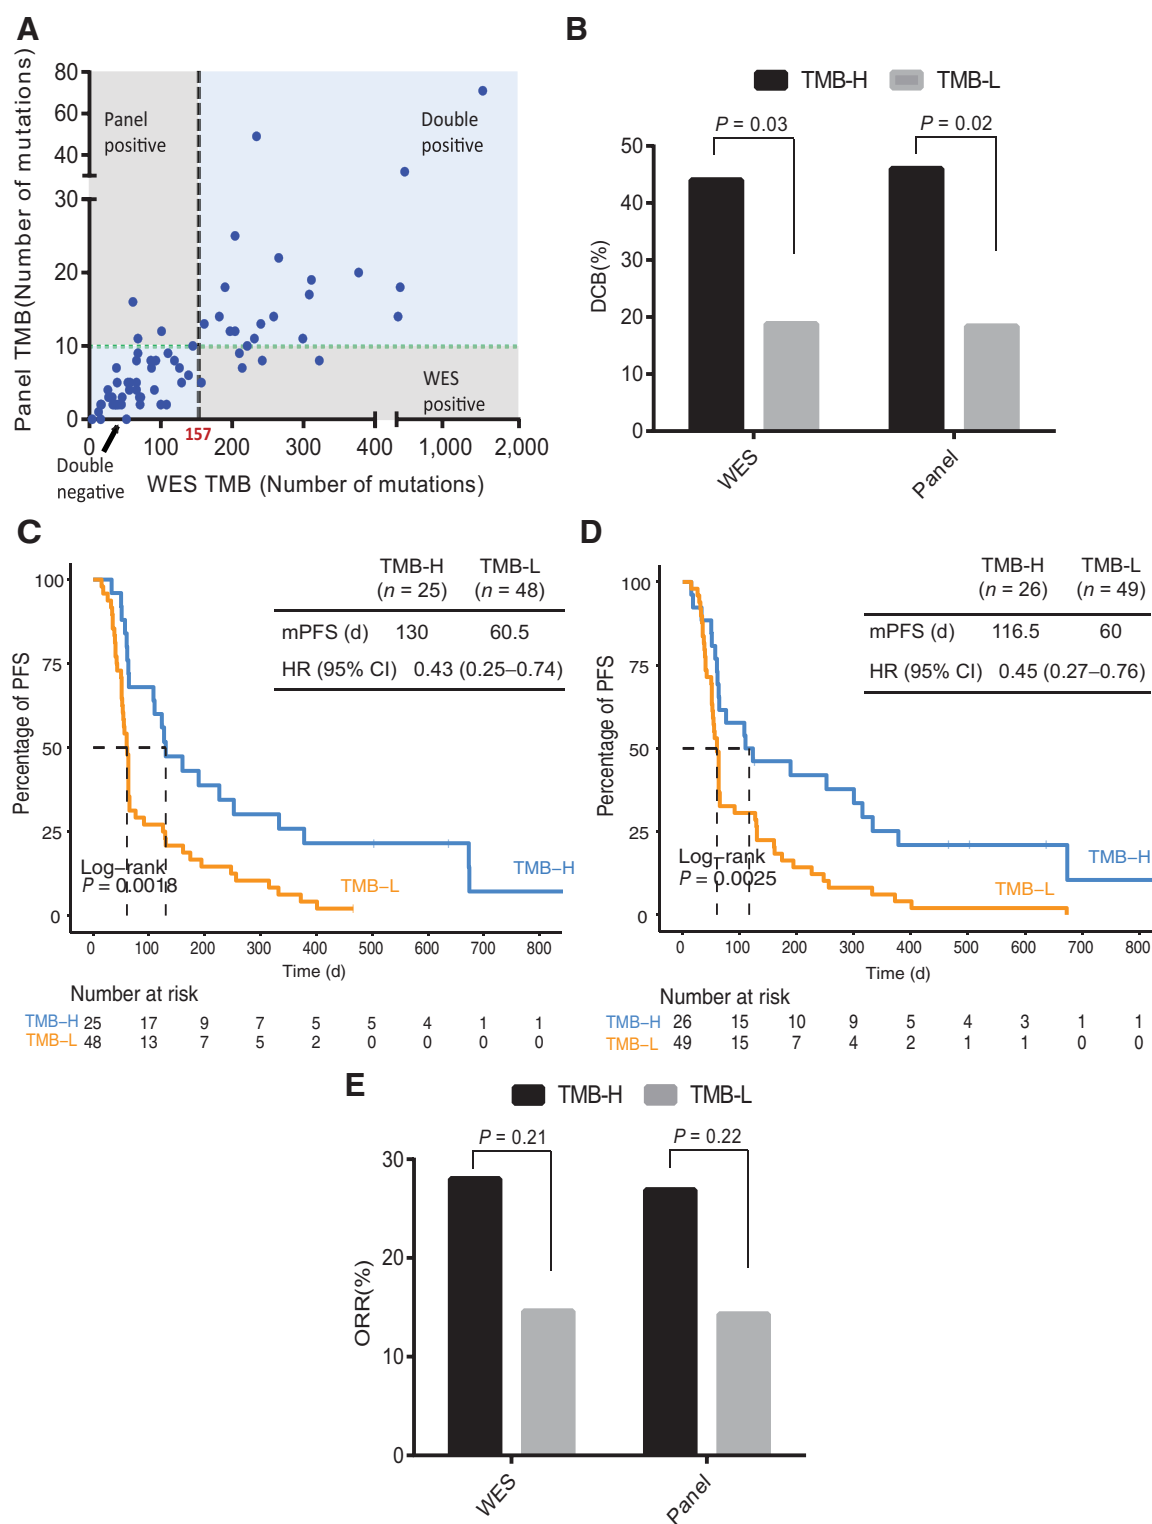 A
Panel TMB(Number of mutations)
80
60
40
30
20
10
0
Panel
positive
Double
positive
WES
positive
0 100 157 200 300 400 1,000 2,000
Double
negative
WES TMB (Number of mutations)
B
TMB-H TMB-L
P = 0.03 P = 0.02
DCB(%)
50
40
30
20
10
0
WES Panel
C
TMB-H TMB-L
(n = 25) (n = 48)
mPFS (d) 130 60.5
HR (95% CI) 0.43 (0.25–0.74)
Percentage of PFS
100
75
50
25
0
Log–rank
P = 0.0018
TMB–L
TMB–H
0 100 200 300 400 500 600 700 800
Time (d)
Number at risk
TMB–H 25 17 9 7 5 5 4 1 1
TMB–L 48 13 7 5 2 0 0 0 0
D
TMB-H TMB-L
(n = 26) (n = 49)
mPFS (d) 116.5 60
HR (95% CI) 0.45 (0.27–0.76)
Percentage of PFS
100
75
50
25
0
Log–rank
P = 0.0025
TMB–H
TMB–L
0 100 200 300 400 500 600 700 800
Time (d)
Number at risk
TMB–H 26 15 10 9 5 4 3 1 1
TMB–L 49 15 7 4 2 1 1 0 0
E
TMB-H TMB-L
P = 0.21 P = 0.22
ORR(%)
30
20
10
0
WES Panel